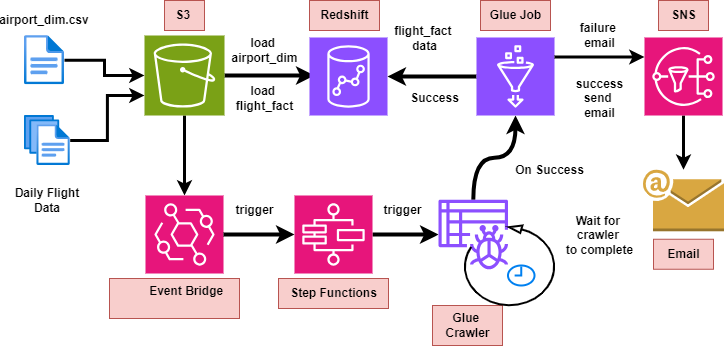 airport_dim.csv
S3
Redshift
Glue Job
SNS
load
airport_dim
load
flight_fact
flight_fact
data
Success
failure
email
success
send
email
Daily Flight
Data
On Success
@
trigger
trigger
Wait for
crawler
to complete
Event Bridge
Step Functions
Glue
Crawler
Email